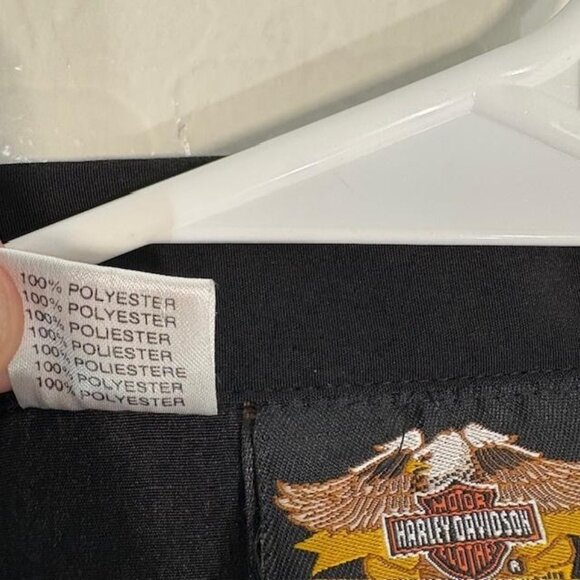 100% POLYESTER
100% POLYESTER
100% POLIESTER
100% POLIESTER
100% POLIESTERE
100% POLYESTER
100% POLYESTER
MOTOR
HARLEY-DAVIDSON
CLOTHES
R